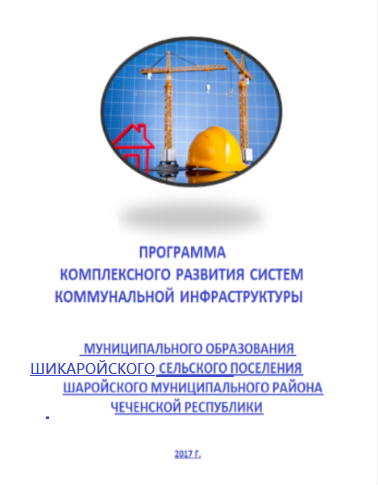 ПРОГРАММА
КОМПЛЕКСНОГО РАЗВИТИЯ СИСТЕМ
КОММУНАЛЬНОЙ ИНФРАСТРУКТУРЫ
МУНИЦИПАЛЬНОГО ОБРАЗОВАНИЯ
ШИКАРОЙСКОГО СЕЛЬСКОГО ПОСЕЛЕНИЯ
ШАРОЙСКОГО МУНИЦИПАЛЬНОГО РАЙОНА
ЧЕЧЕНСКОЙ РЕСПУБЛИКИ
2017 Г.